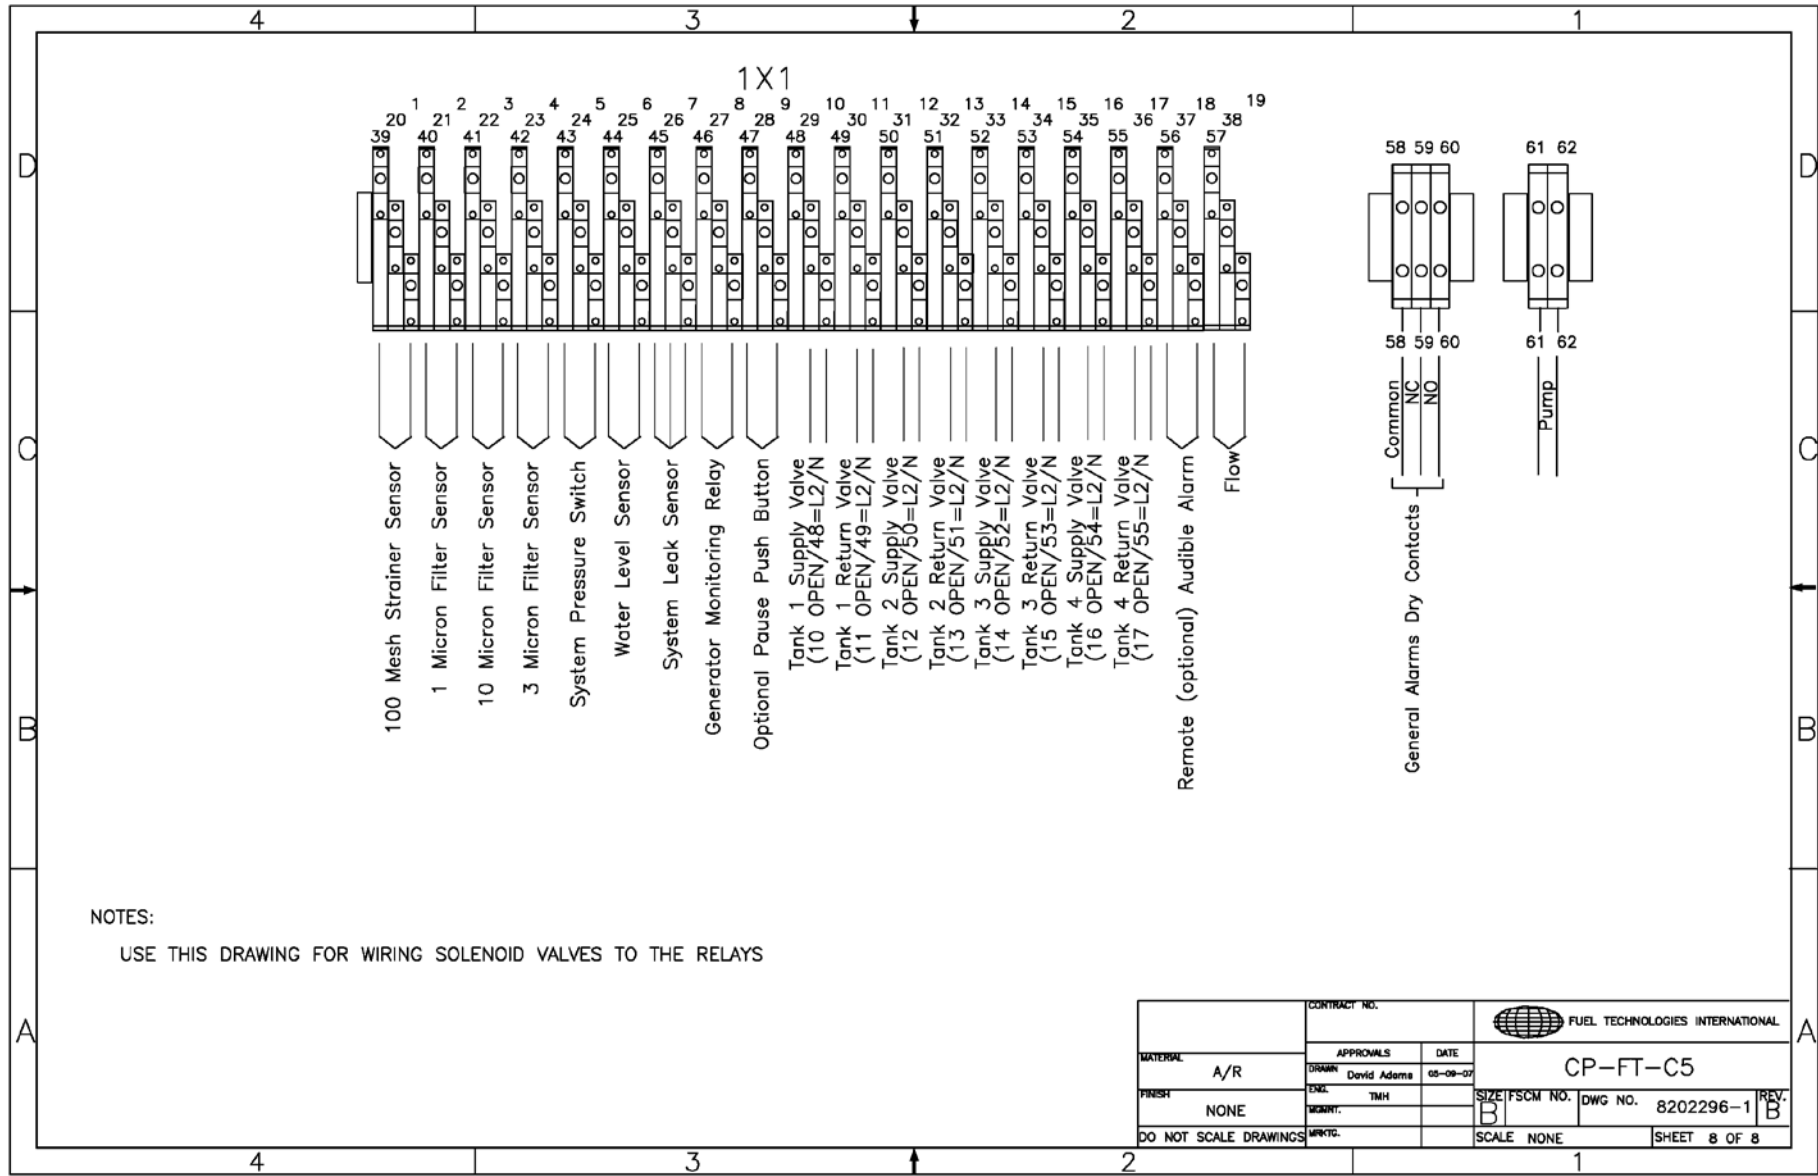 4 3 2 1
1X1
1 2 3 4 5 6 7 8 9 10 11 12 13 14 15 16 17 18 19
20 21 22 23 24 25 26 27 28 29 30 31 32 33 34 35 36 37 38
39 40 41 42 43 44 45 46 47 48 49 50 51 52 53 54 55 56 57
58 59 60 61 62
D D
58 59 60 61 62
C C
100 Mesh Strainer Sensor
1 Micron Filter Sensor
10 Micron Filter Sensor
3 Micron Filter Sensor
System Pressure Switch
Water Level Sensor
System Leak Sensor
Generator Monitoring Relay
Optional Pause Push Button
Tank 1 Supply Valve
(10 OPEN/48=L2/N
Tank 1 Return Valve
(11 OPEN/49=L2/N
Tank 2 Supply Valve
(12 OPEN/50=L2/N
Tank 2 Return Valve
(13 OPEN/51=L2/N
Tank 3 Supply Valve
(14 OPEN/52=L2/N
Tank 3 Return Valve
(15 OPEN/53=L2/N
Tank 4 Supply Valve
(16 OPEN/54=L2/N
Tank 4 Return Valve
(17 OPEN/55=L2/N
Remote (optional) Audible Alarm
Flow
Common
NC
NO
General Alarms Dry Contacts
Pump
B B
NOTES:
USE THIS DRAWING FOR WIRING SOLENOID VALVES TO THE RELAYS
A A
CONTRACT NO.
FUEL TECHNOLOGIES INTERNATIONAL
MATERIAL
A/R
APPROVALS DATE
DRAWN David Adams 05-09-07
CP-FT-C5
FINISH
NONE
ENG. TMH
MGMNT.
SIZE B FSCM NO. DWG NO. 8202296-1 REV. B
DO NOT SCALE DRAWINGS
MRKTG.
SCALE NONE SHEET 8 OF 8
4 3 2 1